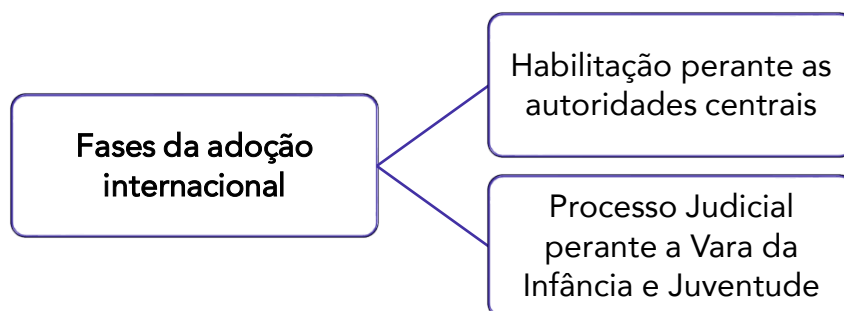 Fases da adoção
internacional
Habilitação perante as
autoridades centrais
Processo Judicial
perante a Vara da
Infância e Juventude